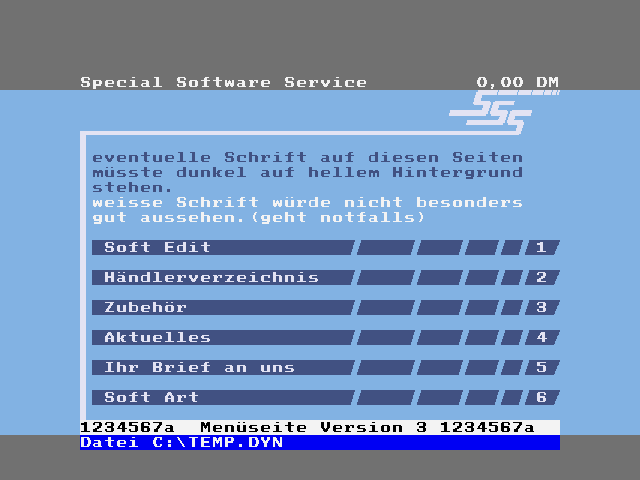 Special Software Service 0,00 DM
SSS
eventuelle Schrift auf diesen Seiten
müsste dunkel auf hellem Hintergrund
stehen.
weisse Schrift würde nicht besonders
gut aussehen.(geht notfalls)
Soft Edit 1
Händlerverzeichnis 2
Zubehör 3
Aktuelles 4
Ihr Brief an uns 5
Soft Art 6
1234567a Menüseite Version 3 1234567a
Datei C:\TEMP.DYN